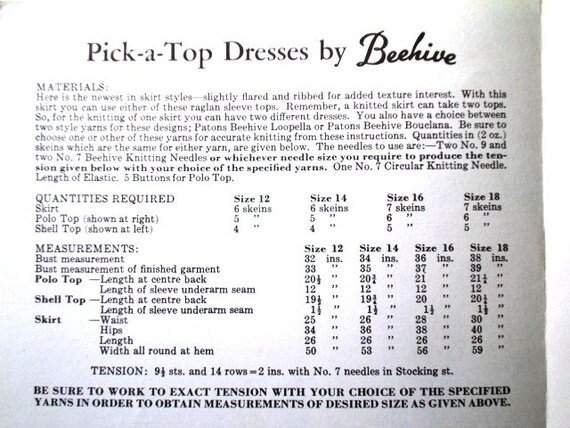 Pick-a-Top Dresses by Beehive
MATERIALS:
Here is the newest in skirt styles—slightly flared and ribbed for added texture interest. With this
skirt you can use either of these raglan sleeve tops. Remember, a knitted skirt can take two tops.
So, for the knitting of one skirt you can have two different dresses. You also have a choice between
two style yarns for these designs; Patons Beehive Loopella or Patons Beehive Bouclana. Be sure to
choose one or other of these yarns for accurate knitting from these instructions. Quantities in (2 oz.)
skeins which are the same for either yarn, are given below. The needles to use are:—Two No. 9 and
two No. 7 Beehive Knitting Needles or whichever needle size you require to produce the ten-
sion given below with your choice of the specified yarns. One No. 7 Circular Knitting Needle.
Length of Elastic. 5 Buttons for Polo Top.
QUANTITIES REQUIRED Size 12 Size 14 Size 16 Size 18
Skirt 6 skeins 6 skeins 7 skeins 7 skeins
Polo Top (shown at right) 5 " 5 " 6 " 6 "
Shell Top (shown at left) 4 " 4 " 5 " 5 "
MEASUREMENTS: Size 12 Size 14 Size 16 Size 18
Bust measurement 32 ins. 34 ins. 36 ins. 38 ins.
Bust measurement of finished garment 33 " 35 " 37 " 39 "
Polo Top —Length at centre back 20½ " 20¾ " 21 " 21¼ "
Length of sleeve underarm seam 12 " 12 " 12 " 12 "
Shell Top —Length at centre back 19½ " 19¾ " 20 " 20¼ "
Length of sleeve underarm seam 1½ " 1½ " 1½ " 1½ "
Skirt —Waist 25 " 26 " 28 " 30 "
Hips 34 " 36 " 38 " 40 "
Length 26 " 26 " 26 " 26 "
Width all round at hem 50 " 53 " 56 " 59 "
TENSION: 9½ sts. and 14 rows=2 ins. with No. 7 needles in Stocking st.
BE SURE TO WORK TO EXACT TENSION WITH YOUR CHOICE OF THE SPECIFIED
YARNS IN ORDER TO OBTAIN MEASUREMENTS OF DESIRED SIZE AS GIVEN ABOVE.